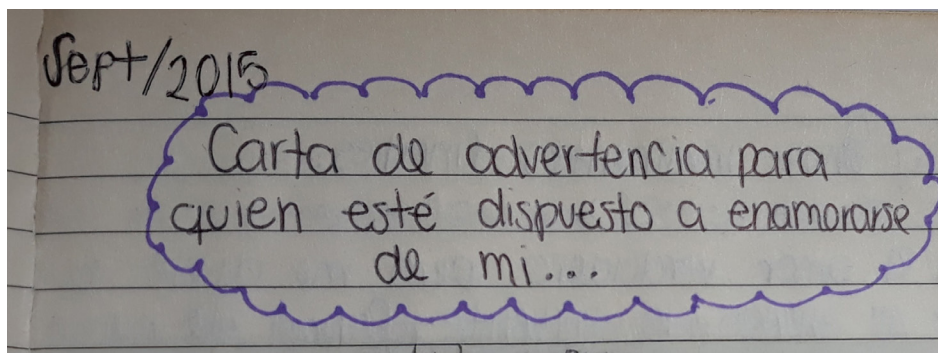 Sept/2015
Carta de advertencia para
quien esté dispuesto a enamorarse
de mi...